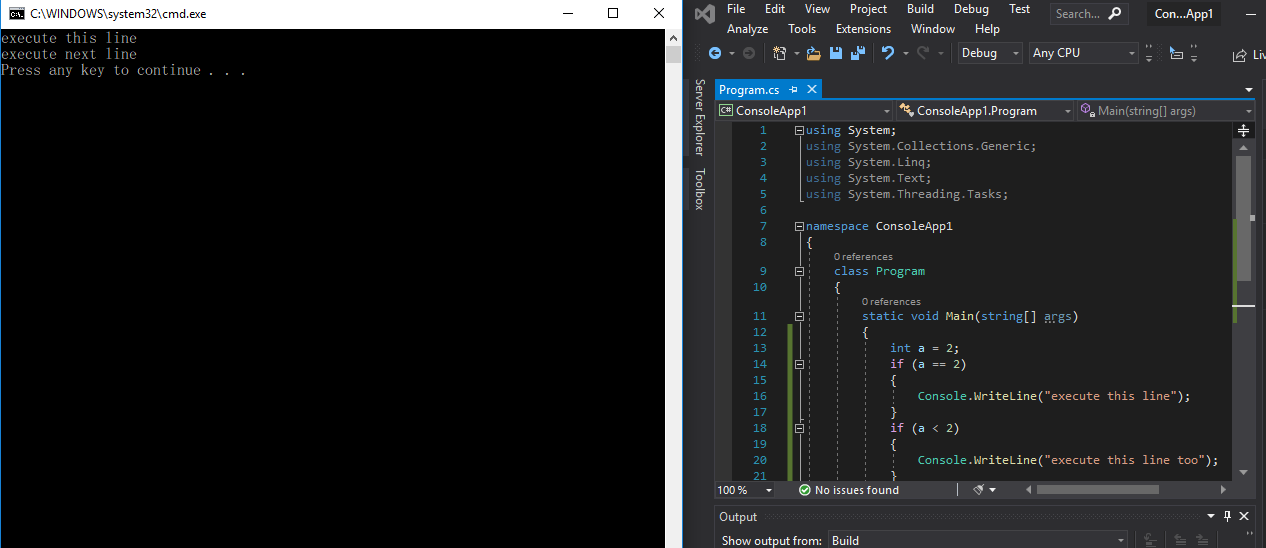 C:\WINDOWS\system32\cmd.exe
execute this line
execute next line
Press any key to continue . . .
File Edit View Project Build Debug Test
Analyze Tools Extensions Window Help
Search...
Con...App1
Debug Any CPU
Liv
Server Explorer
Toolbox
Program.cs
C# ConsoleApp1 ConsoleApp1.Program Main(string[] args)
1 using System;
2 using System.Collections.Generic;
3 using System.Linq;
4 using System.Text;
5 using System.Threading.Tasks;
6
7 namespace ConsoleApp1
8 {
0 references
9 class Program
10 {
0 references
11 static void Main(string[] args)
12 {
13 int a = 2;
14 if (a == 2)
15 {
16 Console.WriteLine("execute this line");
17 }
18 if (a < 2)
19 {
20 Console.WriteLine("execute this line too");
21 }
100 % No issues found
Output
Show output from: Build